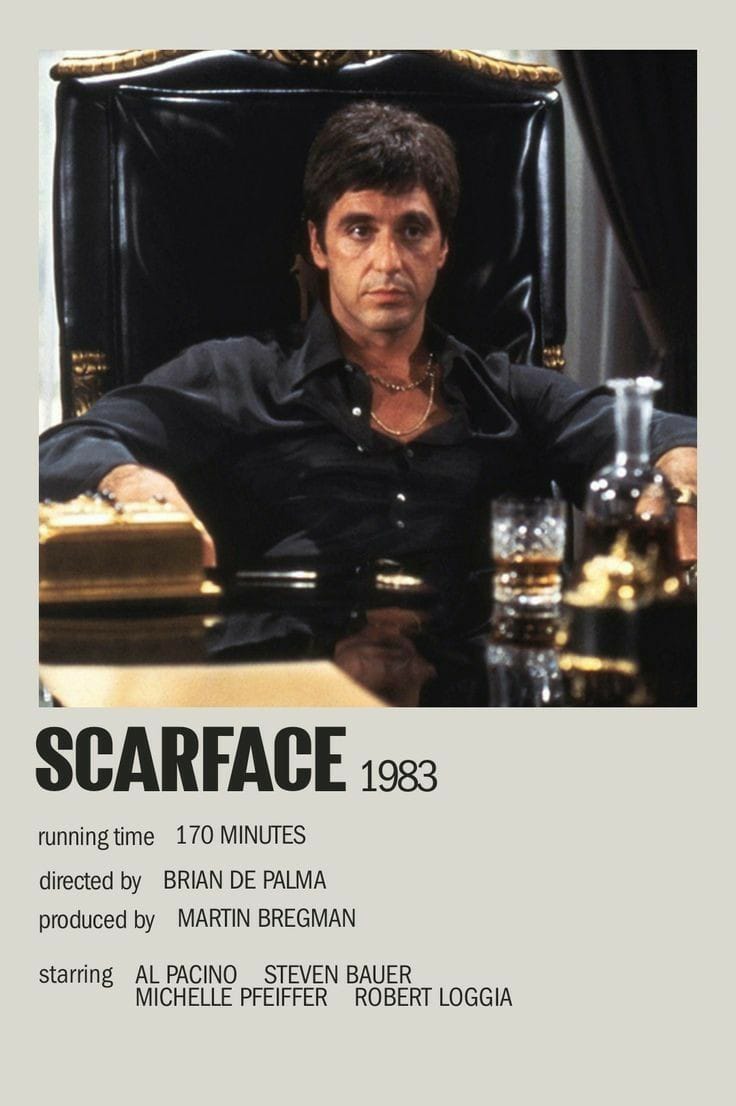 SCARFACE 1983
running time 170 MINUTES
directed by BRIAN DE PALMA
produced by MARTIN BREGMAN
starring AL PACINO STEVEN BAUER
MICHELLE PFEIFFER ROBERT LOGGIA